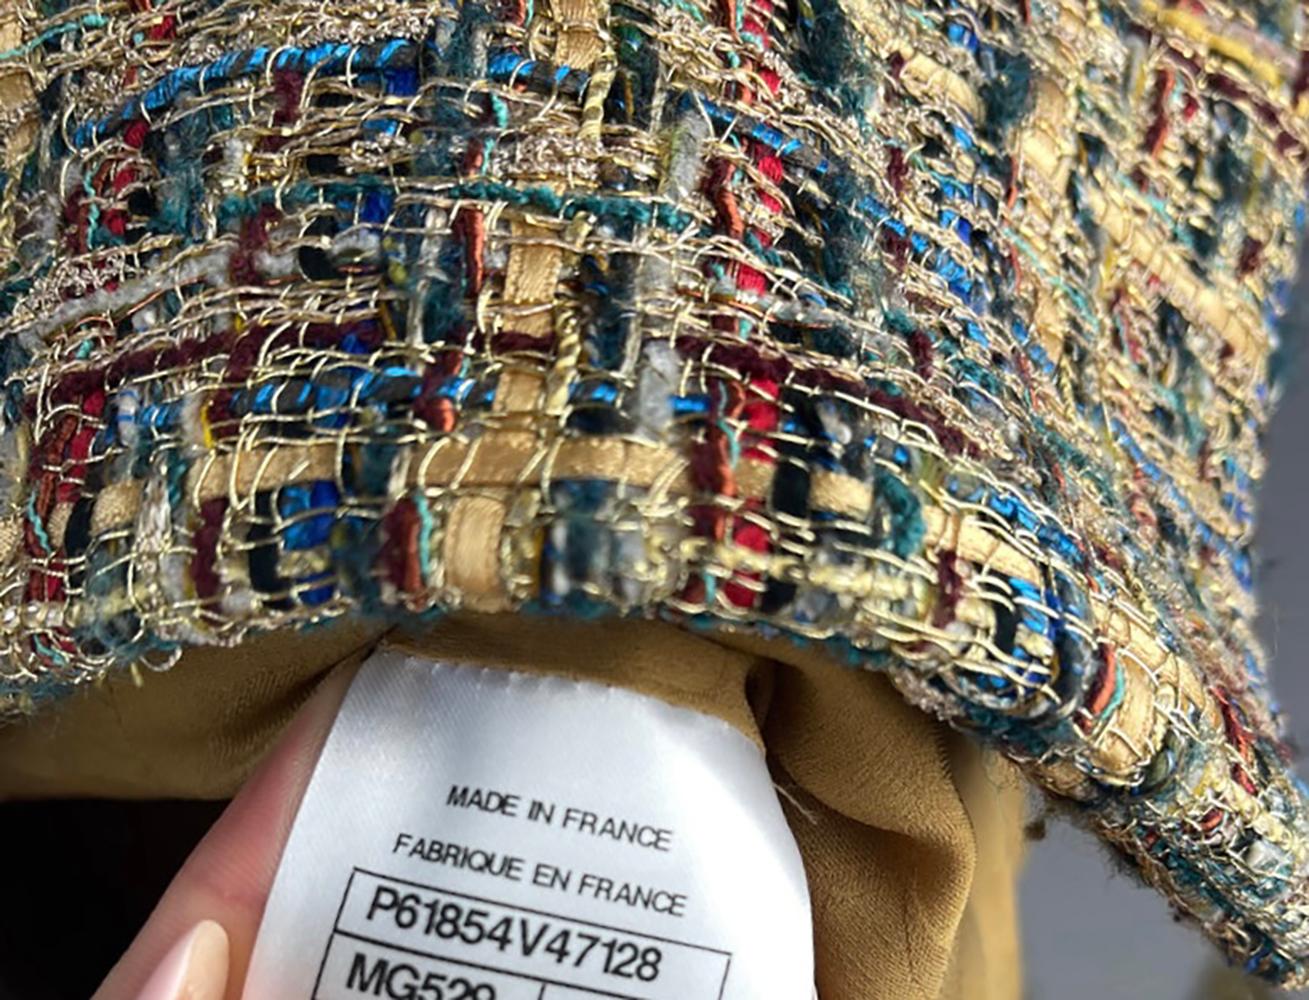 MADE IN FRANCE
FABRIQUE EN FRANCE
P61854V47128
MG529